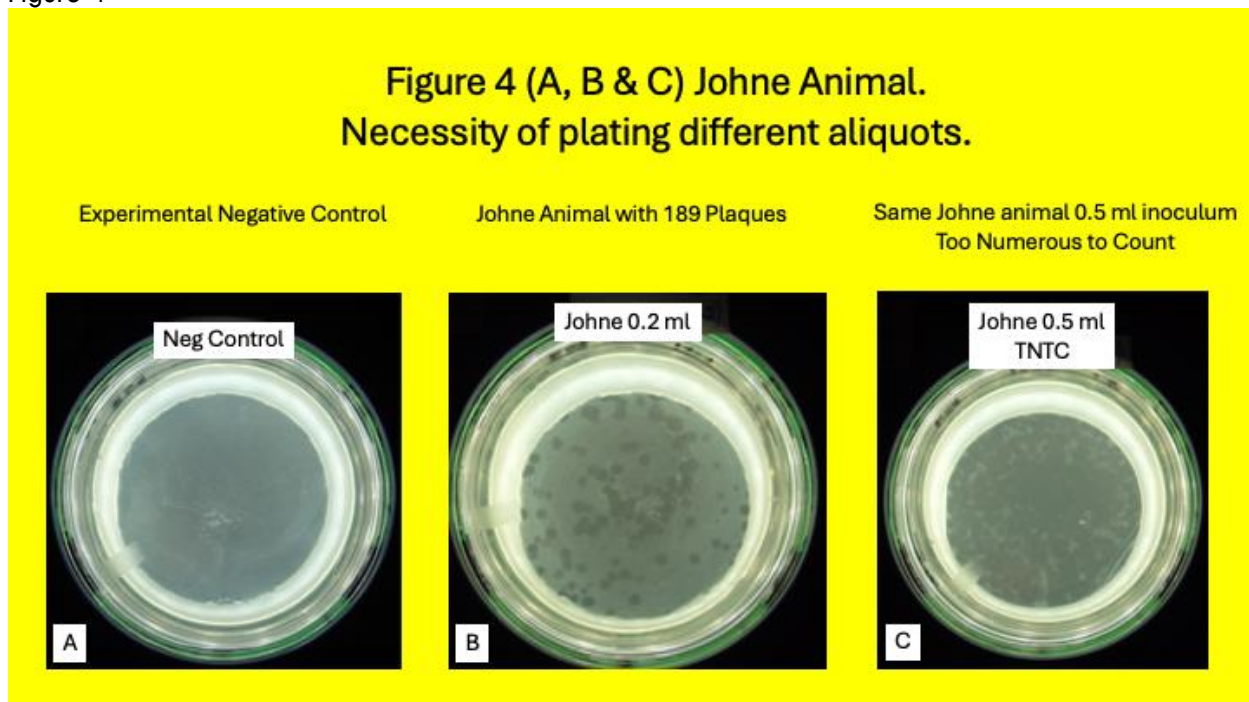 Figure 4 (A, B & C) Johne Animal.
Necessity of plating different aliquots.
Experimental Negative Control
Johne Animal with 189 Plaques
Same Johne animal 0.5 ml inoculum
Too Numerous to Count
Neg Control
Johne 0.2 ml
Johne 0.5 ml
TNTC
A
B
C